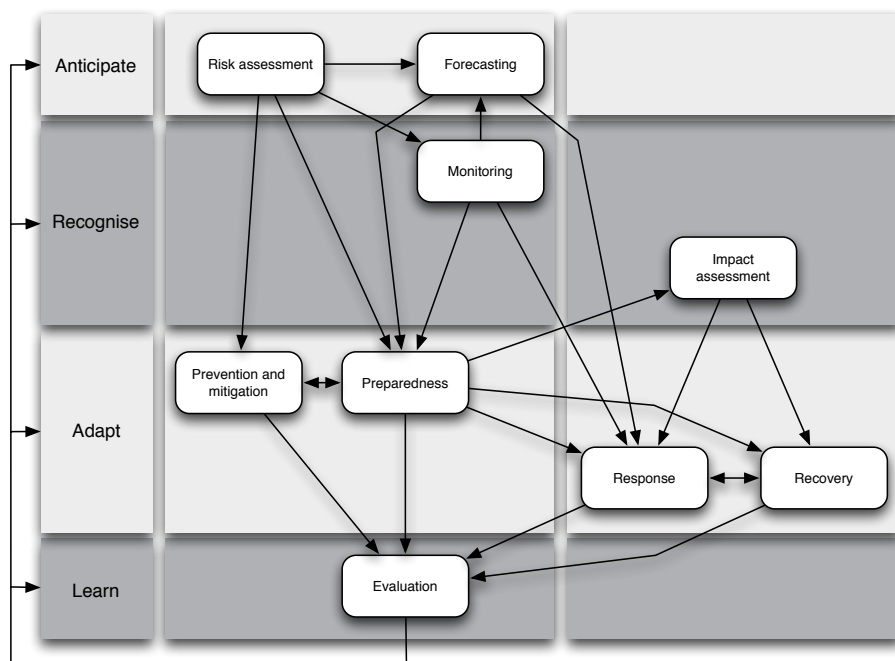 Anticipate
Risk assessment
Forecasting
Recognise
Monitoring
Impact
assessment
Adapt
Prevention and
mitigation
Preparedness
Response
Recovery
Learn
Evaluation